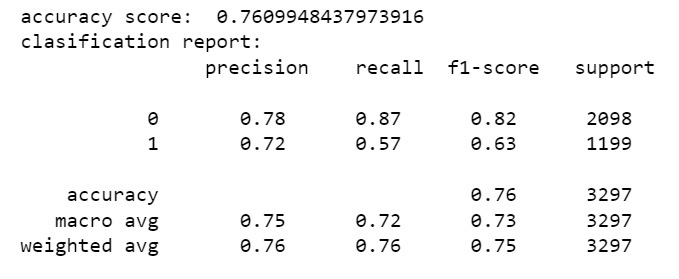 accuracy score:  0.7609948437973916
clasification report:
precision    recall  f1-score   support
0       0.78      0.87      0.82      2098
1       0.72      0.57      0.63      1199
accuracy                           0.76      3297
macro avg       0.75      0.72      0.73      3297
weighted avg       0.76      0.76      0.75      3297